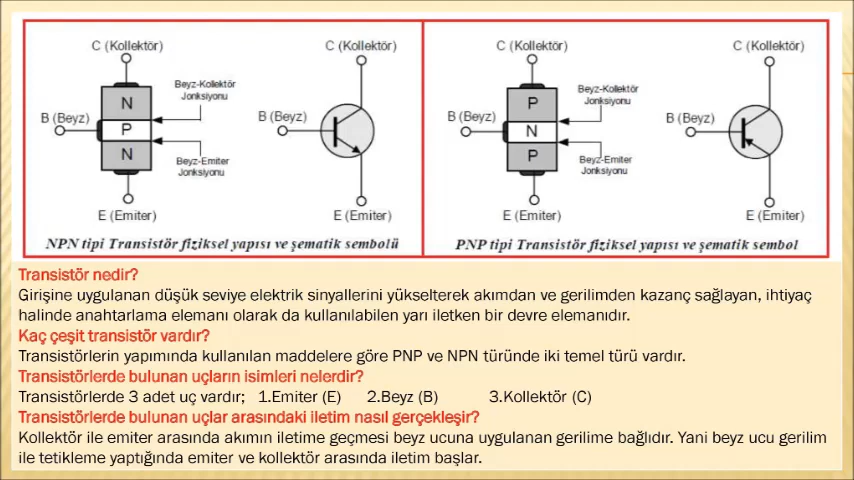 C (Kollektör)
C (Kollektör)
C (Kollektör)
C (Kollektör)
N
Beyz-Kollektör
Jonksiyonu
B (Beyz)
P
B (Beyz)
N
Beyz-Emiter
Jonksiyonu
E (Emiter)
E (Emiter)
P
Beyz-Kollektör
Jonksiyonu
B (Beyz)
N
B (Beyz)
P
Beyz-Emiter
Jonksiyonu
E (Emiter)
E (Emiter)
NPN tipi Transistör fiziksel yapısı ve şematik sembolü
PNP tipi Transistör fiziksel yapısı ve şematik sembol
Transistör nedir?
Girişine uygulanan düşük seviye elektrik sinyallerini yükselterek akımdan ve gerilimden kazanç sağlayan, ihtiyaç
halinde anahtarlama elemanı olarak da kullanılabilen yarı iletken bir devre elemanıdır.
Kaç çeşit transistör vardır?
Transistörlerin yapımında kullanılan maddelere göre PNP ve NPN türünde iki temel türü vardır.
Transistörlerde bulunan uçların isimleri nelerdir?
Transistörlerde 3 adet uç vardır; 1.Emiter (E) 2.Beyz (B) 3.Kollektör (C)
Transistörlerde bulunan uçlar arasındaki iletim nasıl gerçekleşir?
Kollektör ile emiter arasında akımın iletime geçmesi beyz ucuna uygulanan gerilime bağlıdır. Yani beyz ucu gerilim
ile tetikleme yaptığında emiter ve kollektör arasında iletim başlar.